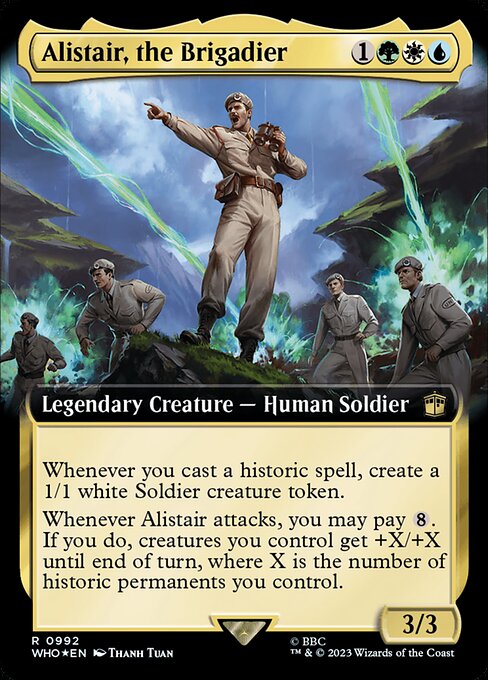 Alistair, the Brigadier 1
Legendary Creature — Human Soldier
Whenever you cast a historic spell, create a
1/1 white Soldier creature token.
Whenever Alistair attacks, you may pay 8.
If you do, creatures you control get +X/+X
until end of turn, where X is the number of
historic permanents you control.
3/3
R 0992
WHO★EN Thanh Tuan
© BBC
™ & © 2023 Wizards of the Coast